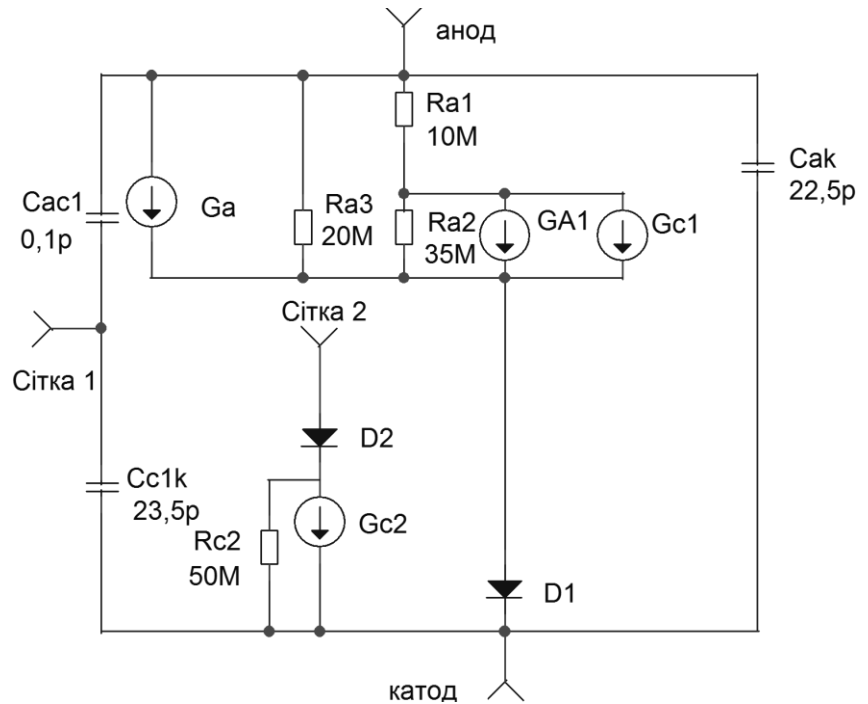 анод
Ra1
10M
Cak
22,5p
Cac1
0,1p
Ga
Ra3
20M
Ra2
35M
GA1
Gc1
Сітка 2
Сітка 1
D2
Cc1k
23,5p
Rc2
50M
Gc2
D1
катод